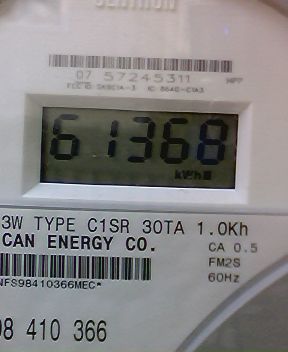 CENTRON
07 57245311
61368
kWh
3W TYPE C1SR 30TA 1.0Kh
CAN ENERGY CO.
CA 0.5
FM2S
60Hz
NFS98410366MEC*
98 410 366